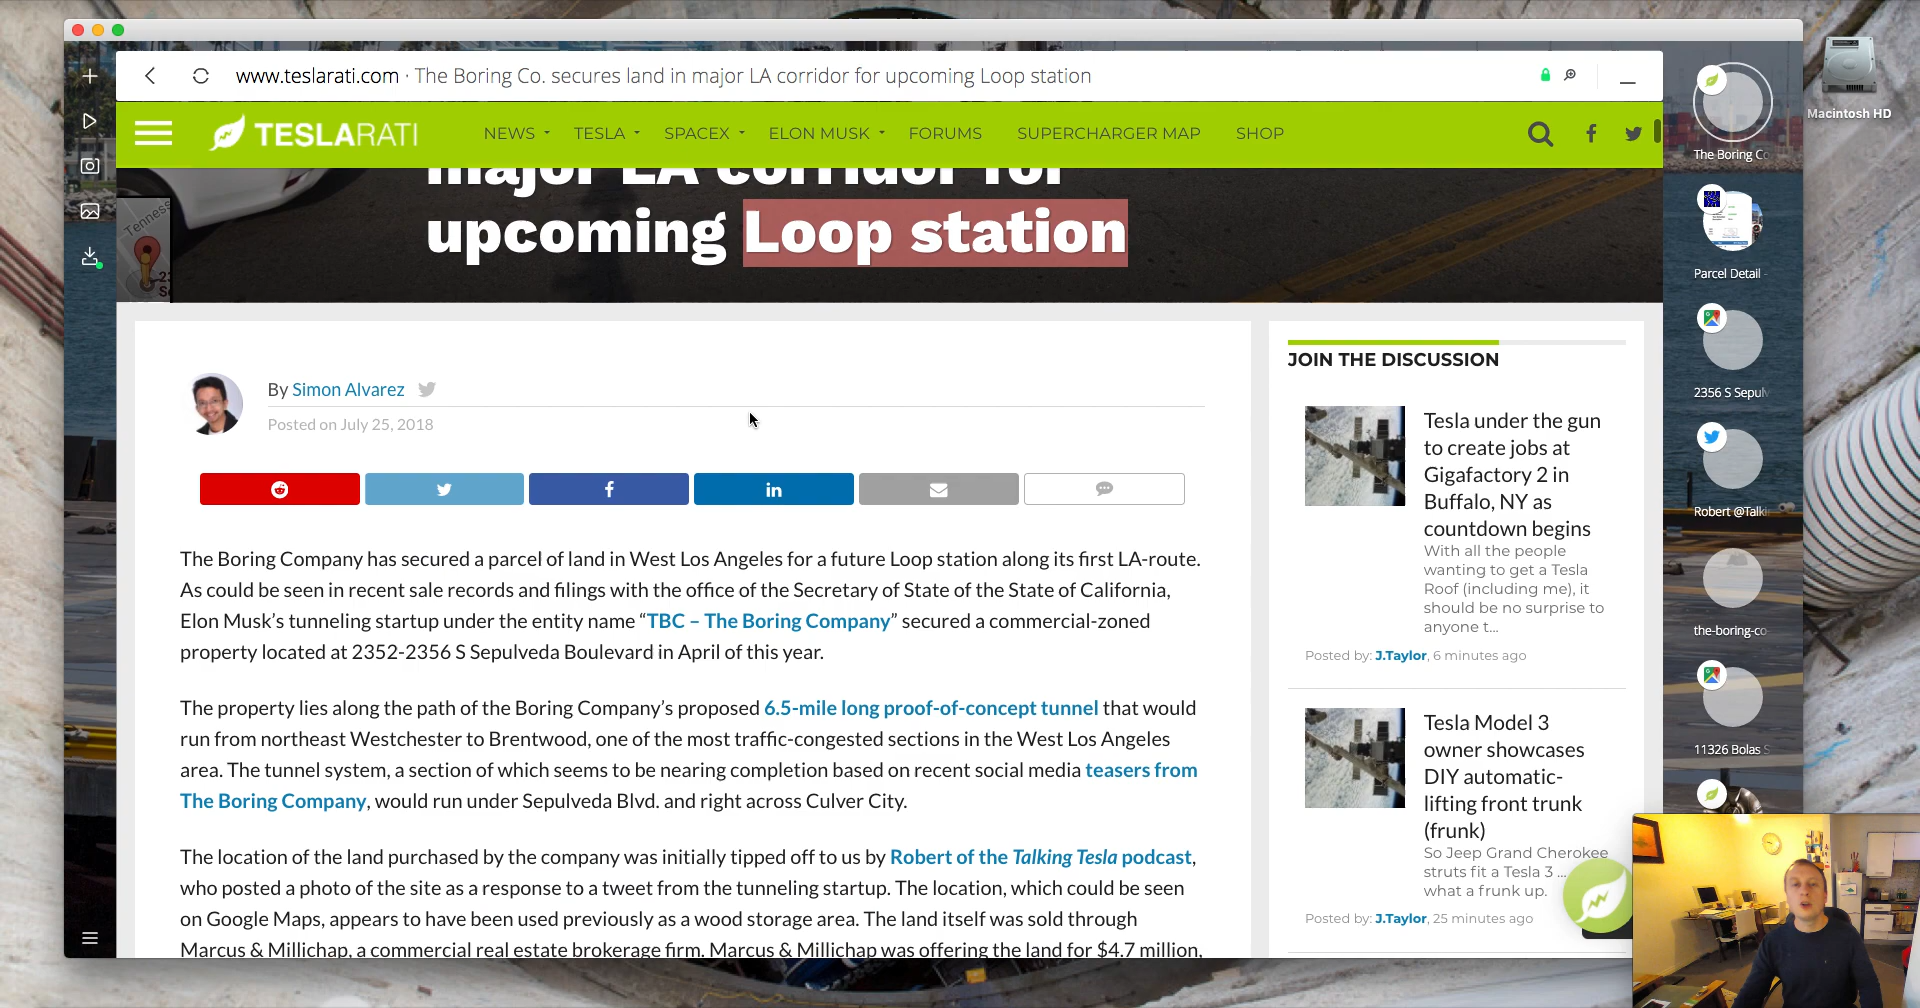 www.teslarati.com · The Boring Co. secures land in major LA corridor for upcoming Loop station
Macintosh HD
TESLARATI
NEWS
TESLA
SPACEX
ELON MUSK
FORUMS
SUPERCHARGER MAP
SHOP
major LA corridor for
upcoming Loop station
Tenness
By Simon Alvarez
Posted on July 25, 2018
in
The Boring Company has secured a parcel of land in West Los Angeles for a future Loop station along its first LA-route.
As could be seen in recent sale records and filings with the office of the Secretary of State of the State of California,
Elon Musk's tunneling startup under the entity name “TBC – The Boring Company” secured a commercial-zoned
property located at 2352-2356 S Sepulveda Boulevard in April of this year.
The property lies along the path of the Boring Company's proposed 6.5-mile long proof-of-concept tunnel that would
run from northeast Westchester to Brentwood, one of the most traffic-congested sections in the West Los Angeles
area. The tunnel system, a section of which seems to be nearing completion based on recent social media teasers from
The Boring Company, would run under Sepulveda Blvd. and right across Culver City.
The location of the land purchased by the company was initially tipped off to us by Robert of the Talking Tesla podcast,
who posted a photo of the site as a response to a tweet from the tunneling startup. The location, which could be seen
on Google Maps, appears to have been used previously as a wood storage area. The land itself was sold through
Marcus & Millichap, a commercial real estate brokerage firm. Marcus & Millichap was offering the land for $4.7 million,
JOIN THE DISCUSSION
Tesla under the gun
to create jobs at
Gigafactory 2 in
Buffalo, NY as
countdown begins
With all the people
wanting to get a Tesla
Roof (including me), it
should be no surprise to
anyone t...
Posted by: J.Taylor, 6 minutes ago
Tesla Model 3
owner showcases
DIY automatic-
lifting front trunk
(frunk)
So Jeep Grand Cherokee
struts fit a Tesla 3 ...
what a frunk up.
Posted by: J.Taylor, 25 minutes ago
The Boring Co
Parcel Detail -
2356 S Sepul
Robert @Talki
the-boring-co
11326 Bolas S